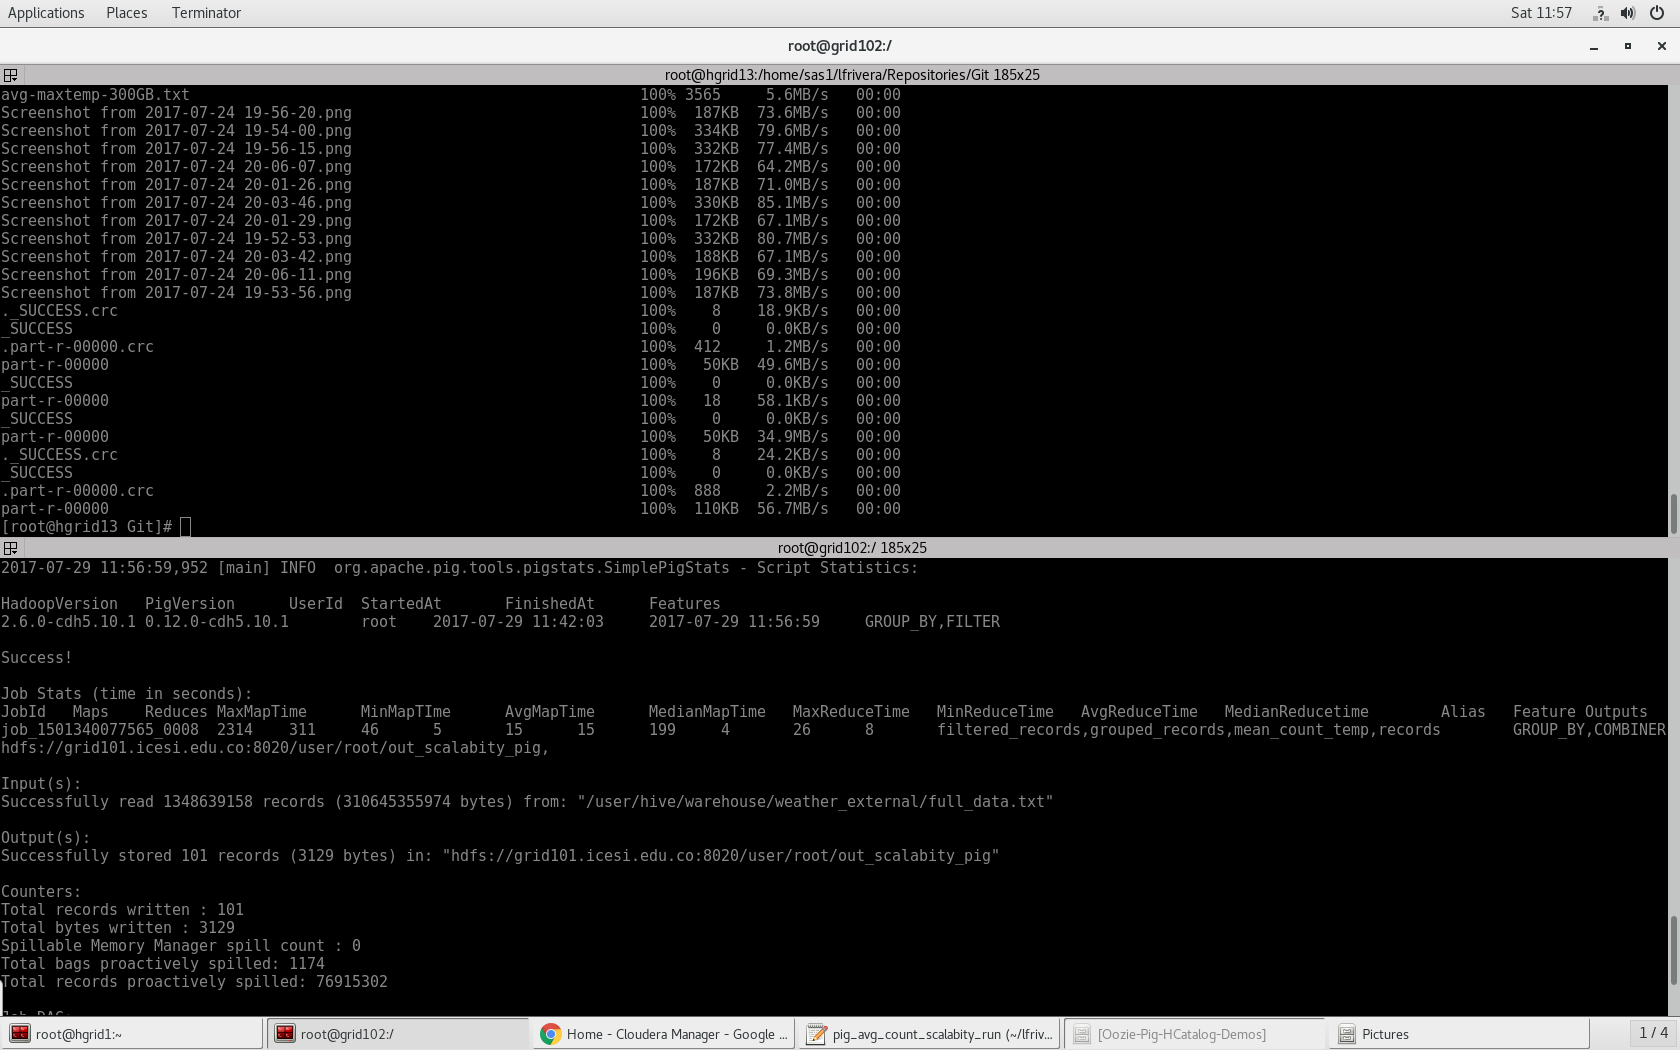 Applications Places Terminator Sat 11:57
root@grid102:/
root@hgrid13:/home/sas1/lfrivera/Repositories/Git 185x25
avg-maxtemp-300GB.txt 100% 3565 5.6MB/s 00:00
Screenshot from 2017-07-24 19-56-20.png 100% 187KB 73.6MB/s 00:00
Screenshot from 2017-07-24 19-54-00.png 100% 334KB 79.6MB/s 00:00
Screenshot from 2017-07-24 19-56-15.png 100% 332KB 77.4MB/s 00:00
Screenshot from 2017-07-24 20-06-07.png 100% 172KB 64.2MB/s 00:00
Screenshot from 2017-07-24 20-01-26.png 100% 187KB 71.0MB/s 00:00
Screenshot from 2017-07-24 20-03-46.png 100% 330KB 85.1MB/s 00:00
Screenshot from 2017-07-24 20-01-29.png 100% 172KB 67.1MB/s 00:00
Screenshot from 2017-07-24 19-52-53.png 100% 332KB 80.7MB/s 00:00
Screenshot from 2017-07-24 20-03-42.png 100% 188KB 67.1MB/s 00:00
Screenshot from 2017-07-24 20-06-11.png 100% 196KB 69.3MB/s 00:00
Screenshot from 2017-07-24 19-53-56.png 100% 187KB 73.8MB/s 00:00
._SUCCESS.crc 100% 8 18.9KB/s 00:00
_SUCCESS 100% 0 0.0KB/s 00:00
.part-r-00000.crc 100% 412 1.2MB/s 00:00
part-r-00000 100% 50KB 49.6MB/s 00:00
_SUCCESS 100% 0 0.0KB/s 00:00
part-r-00000 100% 18 58.1KB/s 00:00
_SUCCESS 100% 0 0.0KB/s 00:00
part-r-00000 100% 50KB 34.9MB/s 00:00
._SUCCESS.crc 100% 8 24.2KB/s 00:00
_SUCCESS 100% 0 0.0KB/s 00:00
.part-r-00000.crc 100% 888 2.2MB/s 00:00
part-r-00000 100% 110KB 56.7MB/s 00:00
[root@hgrid13 Git]#
root@grid102:/ 185x25
2017-07-29 11:56:59,952 [main] INFO org.apache.pig.tools.pigstats.SimplePigStats - Script Statistics:
HadoopVersion PigVersion UserId StartedAt FinishedAt Features
2.6.0-cdh5.10.1 0.12.0-cdh5.10.1 root 2017-07-29 11:42:03 2017-07-29 11:56:59 GROUP_BY,FILTER
Success!
Job Stats (time in seconds):
JobId Maps Reduces MaxMapTime MinMapTIme AvgMapTime MedianMapTime MaxReduceTime MinReduceTime AvgReduceTime MedianReducetime Alias Feature Outputs
job_1501340077565_0008 2314 311 46 5 15 15 199 4 26 8 filtered_records,grouped_records,mean_count_temp,records GROUP_BY,COMBINER
hdfs://grid101.icesi.edu.co:8020/user/root/out_scalabity_pig,
Input(s):
Successfully read 1348639158 records (310645355974 bytes) from: "/user/hive/warehouse/weather_external/full_data.txt"
Output(s):
Successfully stored 101 records (3129 bytes) in: "hdfs://grid101.icesi.edu.co:8020/user/root/out_scalabity_pig"
Counters:
Total records written : 101
Total bytes written : 3129
Spillable Memory Manager spill count : 0
Total bags proactively spilled: 1174
Total records proactively spilled: 76915302
root@hgrid1:~ root@grid102:/ Home - Cloudera Manager - Google ... pig_avg_count_scalabity_run (~/lfriv... [Oozie-Pig-HCatalog-Demos] Pictures 1 / 4